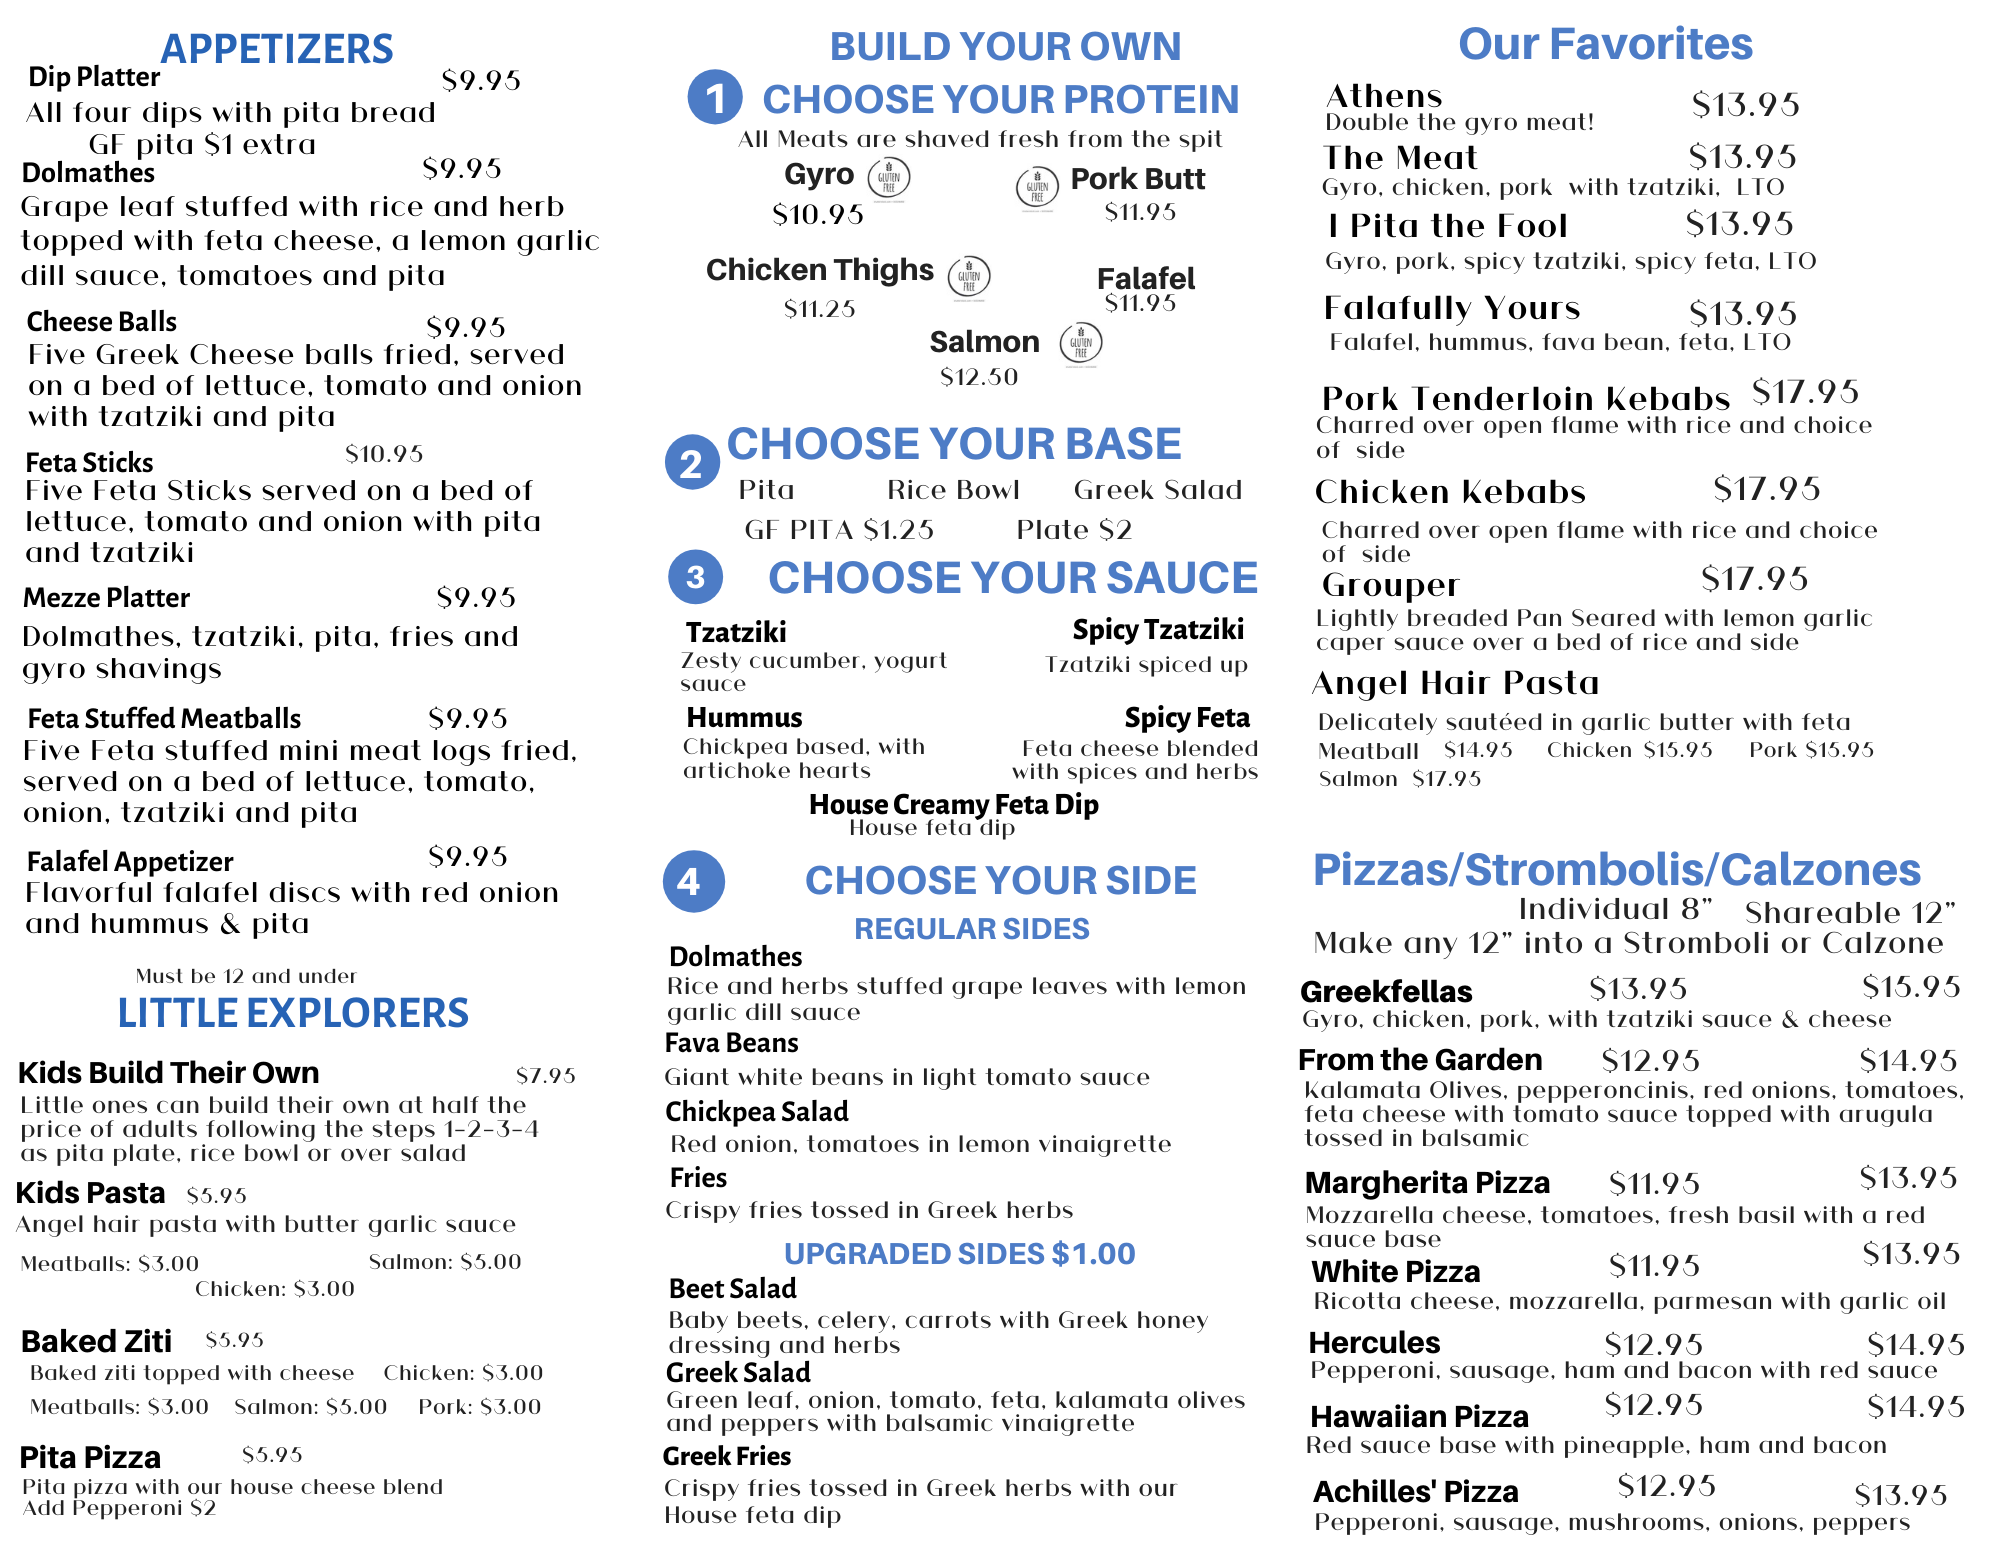 APPETIZERS
Dip Platter $9.95
All four dips with pita bread
GF pita $1 extra
Dolmathes $9.95
Grape leaf stuffed with rice and herb
topped with feta cheese, a lemon garlic
dill sauce, tomatoes and pita
Cheese Balls $9.95
Five Greek Cheese balls fried, served
on a bed of lettuce, tomato and onion
with tzatziki and pita
Feta Sticks $10.95
Five Feta Sticks served on a bed of
lettuce, tomato and onion with pita
and tzatziki
Mezze Platter $9.95
Dolmathes, tzatziki, pita, fries and
gyro shavings
Feta Stuffed Meatballs $9.95
Five Feta stuffed mini meat logs fried,
served on a bed of lettuce, tomato,
onion, tzatziki and pita
Falafel Appetizer $9.95
Flavorful falafel discs with red onion
and hummus & pita
Must be 12 and under
LITTLE EXPLORERS
Kids Build Their Own $7.95
Little ones can build their own at half the
price of adults following the steps 1-2-3-4
as pita plate, rice bowl or over salad
Kids Pasta $5.95
Angel hair pasta with butter garlic sauce
Meatballs: $3.00 Salmon: $5.00
Chicken: $3.00
Baked Ziti $5.95
Baked ziti topped with cheese Chicken: $3.00
Meatballs: $3.00 Salmon: $5.00 Pork: $3.00
Pita Pizza $5.95
Pita pizza with our house cheese blend
Add Pepperoni $2
BUILD YOUR OWN
1 CHOOSE YOUR PROTEIN
All Meats are shaved fresh from the spit
Gyro GLUTEN FREE GLUTEN FREE Pork Butt
$10.95 $11.95
Chicken Thighs GLUTEN FREE Falafel
$11.25 $11.95
Salmon GLUTEN FREE
$12.50
2 CHOOSE YOUR BASE
Pita Rice Bowl Greek Salad
GF PITA $1.25 Plate $2
3 CHOOSE YOUR SAUCE
Tzatziki Spicy Tzatziki
Zesty cucumber, yogurt Tzatziki spiced up
sauce
Hummus Spicy Feta
Chickpea based, with Feta cheese blended
artichoke hearts with spices and herbs
House Creamy Feta Dip
House feta dip
4 CHOOSE YOUR SIDE
REGULAR SIDES
Dolmathes
Rice and herbs stuffed grape leaves with lemon
garlic dill sauce
Fava Beans
Giant white beans in light tomato sauce
Chickpea Salad
Red onion, tomatoes in lemon vinaigrette
Fries
Crispy fries tossed in Greek herbs
UPGRADED SIDES $1.00
Beet Salad
Baby beets, celery, carrots with Greek honey
dressing and herbs
Greek Salad
Green leaf, onion, tomato, feta, kalamata olives
and peppers with balsamic vinaigrette
Greek Fries
Crispy fries tossed in Greek herbs with our
House feta dip
Our Favorites
Athens $13.95
Double the gyro meat!
The Meat $13.95
Gyro, chicken, pork with tzatziki, LTO
I Pita the Fool $13.95
Gyro, pork, spicy tzatziki, spicy feta, LTO
Falafully Yours $13.95
Falafel, hummus, fava bean, feta, LTO
Pork Tenderloin Kebabs $17.95
Charred over open flame with rice and choice
of side
Chicken Kebabs $17.95
Charred over open flame with rice and choice
of side
Grouper $17.95
Lightly breaded Pan Seared with lemon garlic
caper sauce over a bed of rice and side
Angel Hair Pasta
Delicately sautéed in garlic butter with feta
Meatball $14.95 Chicken $15.95 Pork $15.95
Salmon $17.95
Pizzas/Strombolis/Calzones
Individual 8” Shareable 12”
Make any 12” into a Stromboli or Calzone
Greekfellas $13.95 $15.95
Gyro, chicken, pork, with tzatziki sauce & cheese
From the Garden $12.95 $14.95
Kalamata Olives, pepperoncinis, red onions, tomatoes,
feta cheese with tomato sauce topped with arugula
tossed in balsamic
Margherita Pizza $11.95 $13.95
Mozzarella cheese, tomatoes, fresh basil with a red
sauce base
White Pizza $11.95 $13.95
Ricotta cheese, mozzarella, parmesan with garlic oil
Hercules $12.95 $14.95
Pepperoni, sausage, ham and bacon with red sauce
Hawaiian Pizza $12.95 $14.95
Red sauce base with pineapple, ham and bacon
Achilles' Pizza $12.95 $13.95
Pepperoni, sausage, mushrooms, onions, peppers